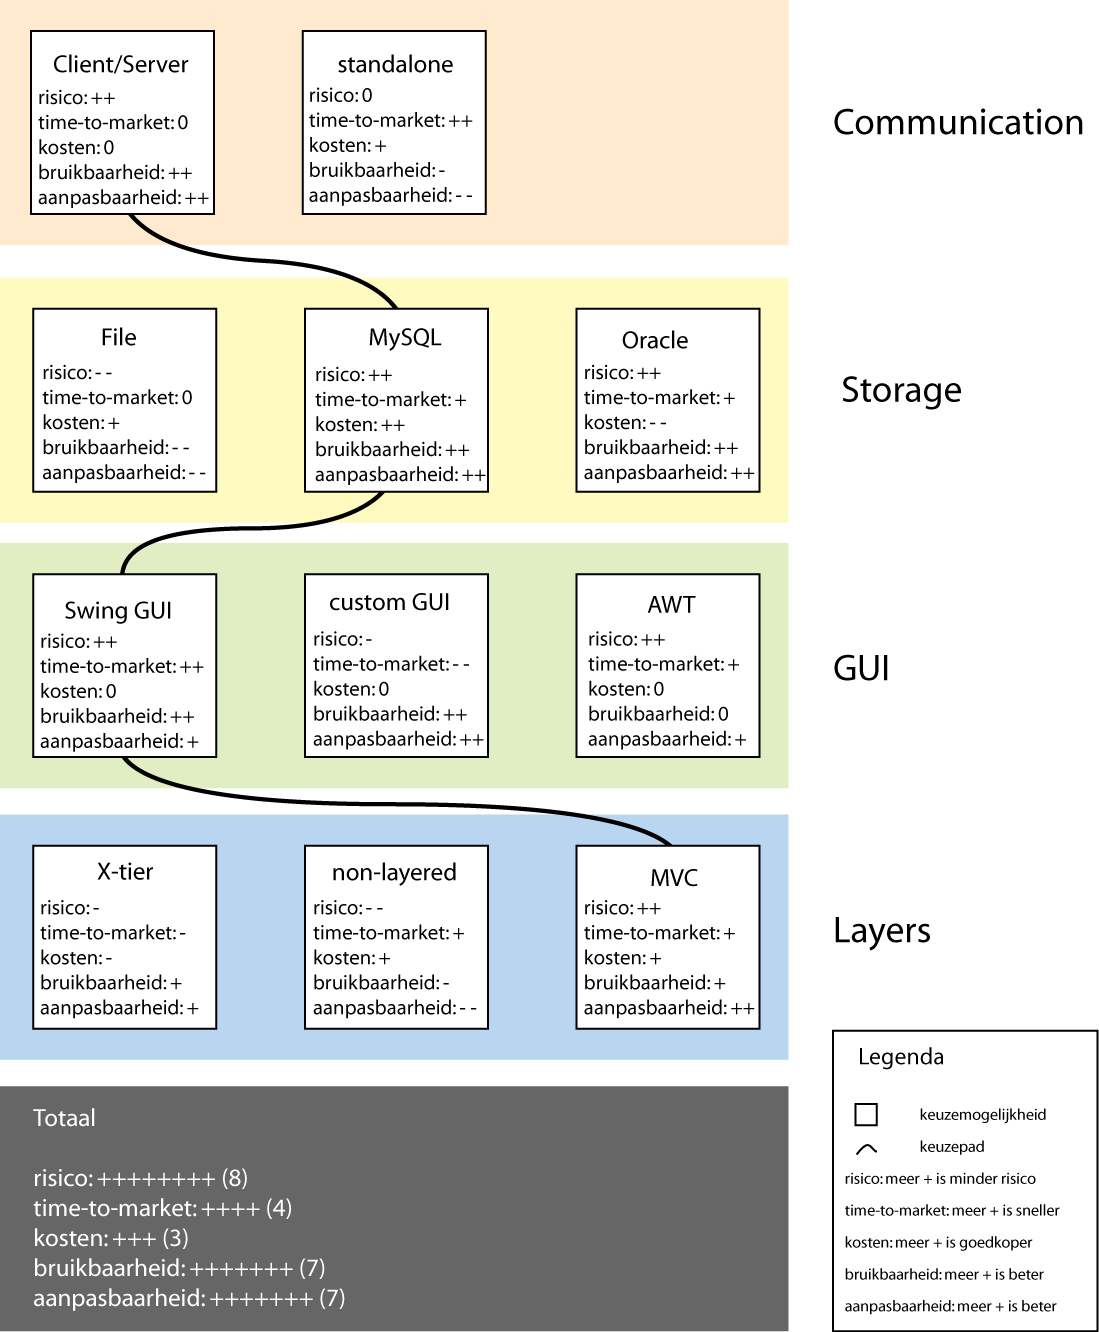 Client/Server
risico: ++
time-to-market: 0
kosten: 0
bruikbaarheid: ++
aanpasbaarheid: ++
standalone
risico: 0
time-to-market: ++
kosten: +
bruikbaarheid: -
aanpasbaarheid: - -
Communication
File
risico: - -
time-to-market: 0
kosten: +
bruikbaarheid: - -
aanpasbaarheid: - -
MySQL
risico: ++
time-to-market: +
kosten: ++
bruikbaarheid: ++
aanpasbaarheid: ++
Oracle
risico: ++
time-to-market: +
kosten: - -
bruikbaarheid: ++
aanpasbaarheid: ++
Storage
Swing GUI
risico: ++
time-to-market: ++
kosten: 0
bruikbaarheid: ++
aanpasbaarheid: +
custom GUI
risico: -
time-to-market: - -
kosten: 0
bruikbaarheid: ++
aanpasbaarheid: ++
AWT
risico: ++
time-to-market: +
kosten: 0
bruikbaarheid: 0
aanpasbaarheid: +
GUI
X-tier
risico: -
time-to-market: -
kosten: -
bruikbaarheid: +
aanpasbaarheid: +
non-layered
risico: - -
time-to-market: +
kosten: +
bruikbaarheid: -
aanpasbaarheid: - -
MVC
risico: ++
time-to-market: +
kosten: +
bruikbaarheid: +
aanpasbaarheid: ++
Layers
Totaal
risico: ++++++++ (8)
time-to-market: ++++ (4)
kosten: +++ (3)
bruikbaarheid: +++++++ (7)
aanpasbaarheid: +++++++ (7)
Legenda
keuzemogelijkheid
keuzepad
risico: meer + is minder risico
time-to-market: meer + is sneller
kosten: meer + is goedkoper
bruikbaarheid: meer + is beter
aanpasbaarheid: meer + is beter